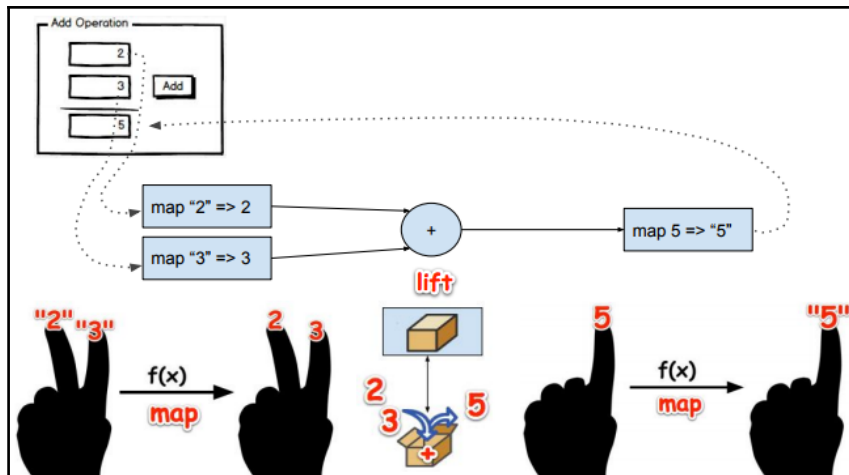 Add Operation
2
3
Add
5
map “2” => 2
map “3” => 3
+
map 5 => “5”
lift
"2"
"3"
f(x)
map
2
3
2
3
5
+
5
f(x)
map
"5"